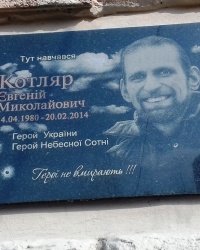 Тут навчався
Котляр
Євгеній
Миколайович
4.04.1980 - 20.02.2014
Герой України
Герой Небесної Сотні
Герої не вмирають !!!